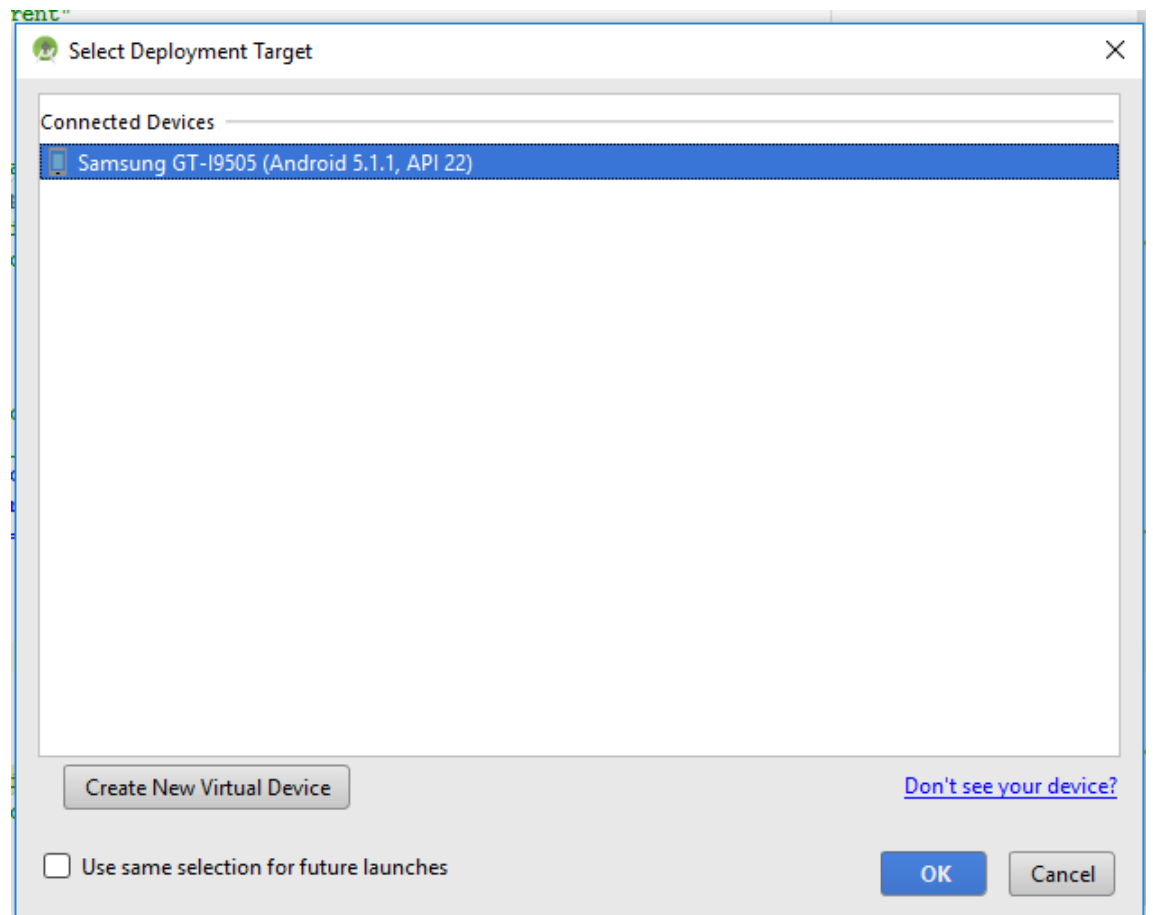 rent"
Select Deployment Target
Connected Devices
Samsung GT-I9505 (Android 5.1.1, API 22)
Create New Virtual Device
Don't see your device?
Use same selection for future launches
OK
Cancel